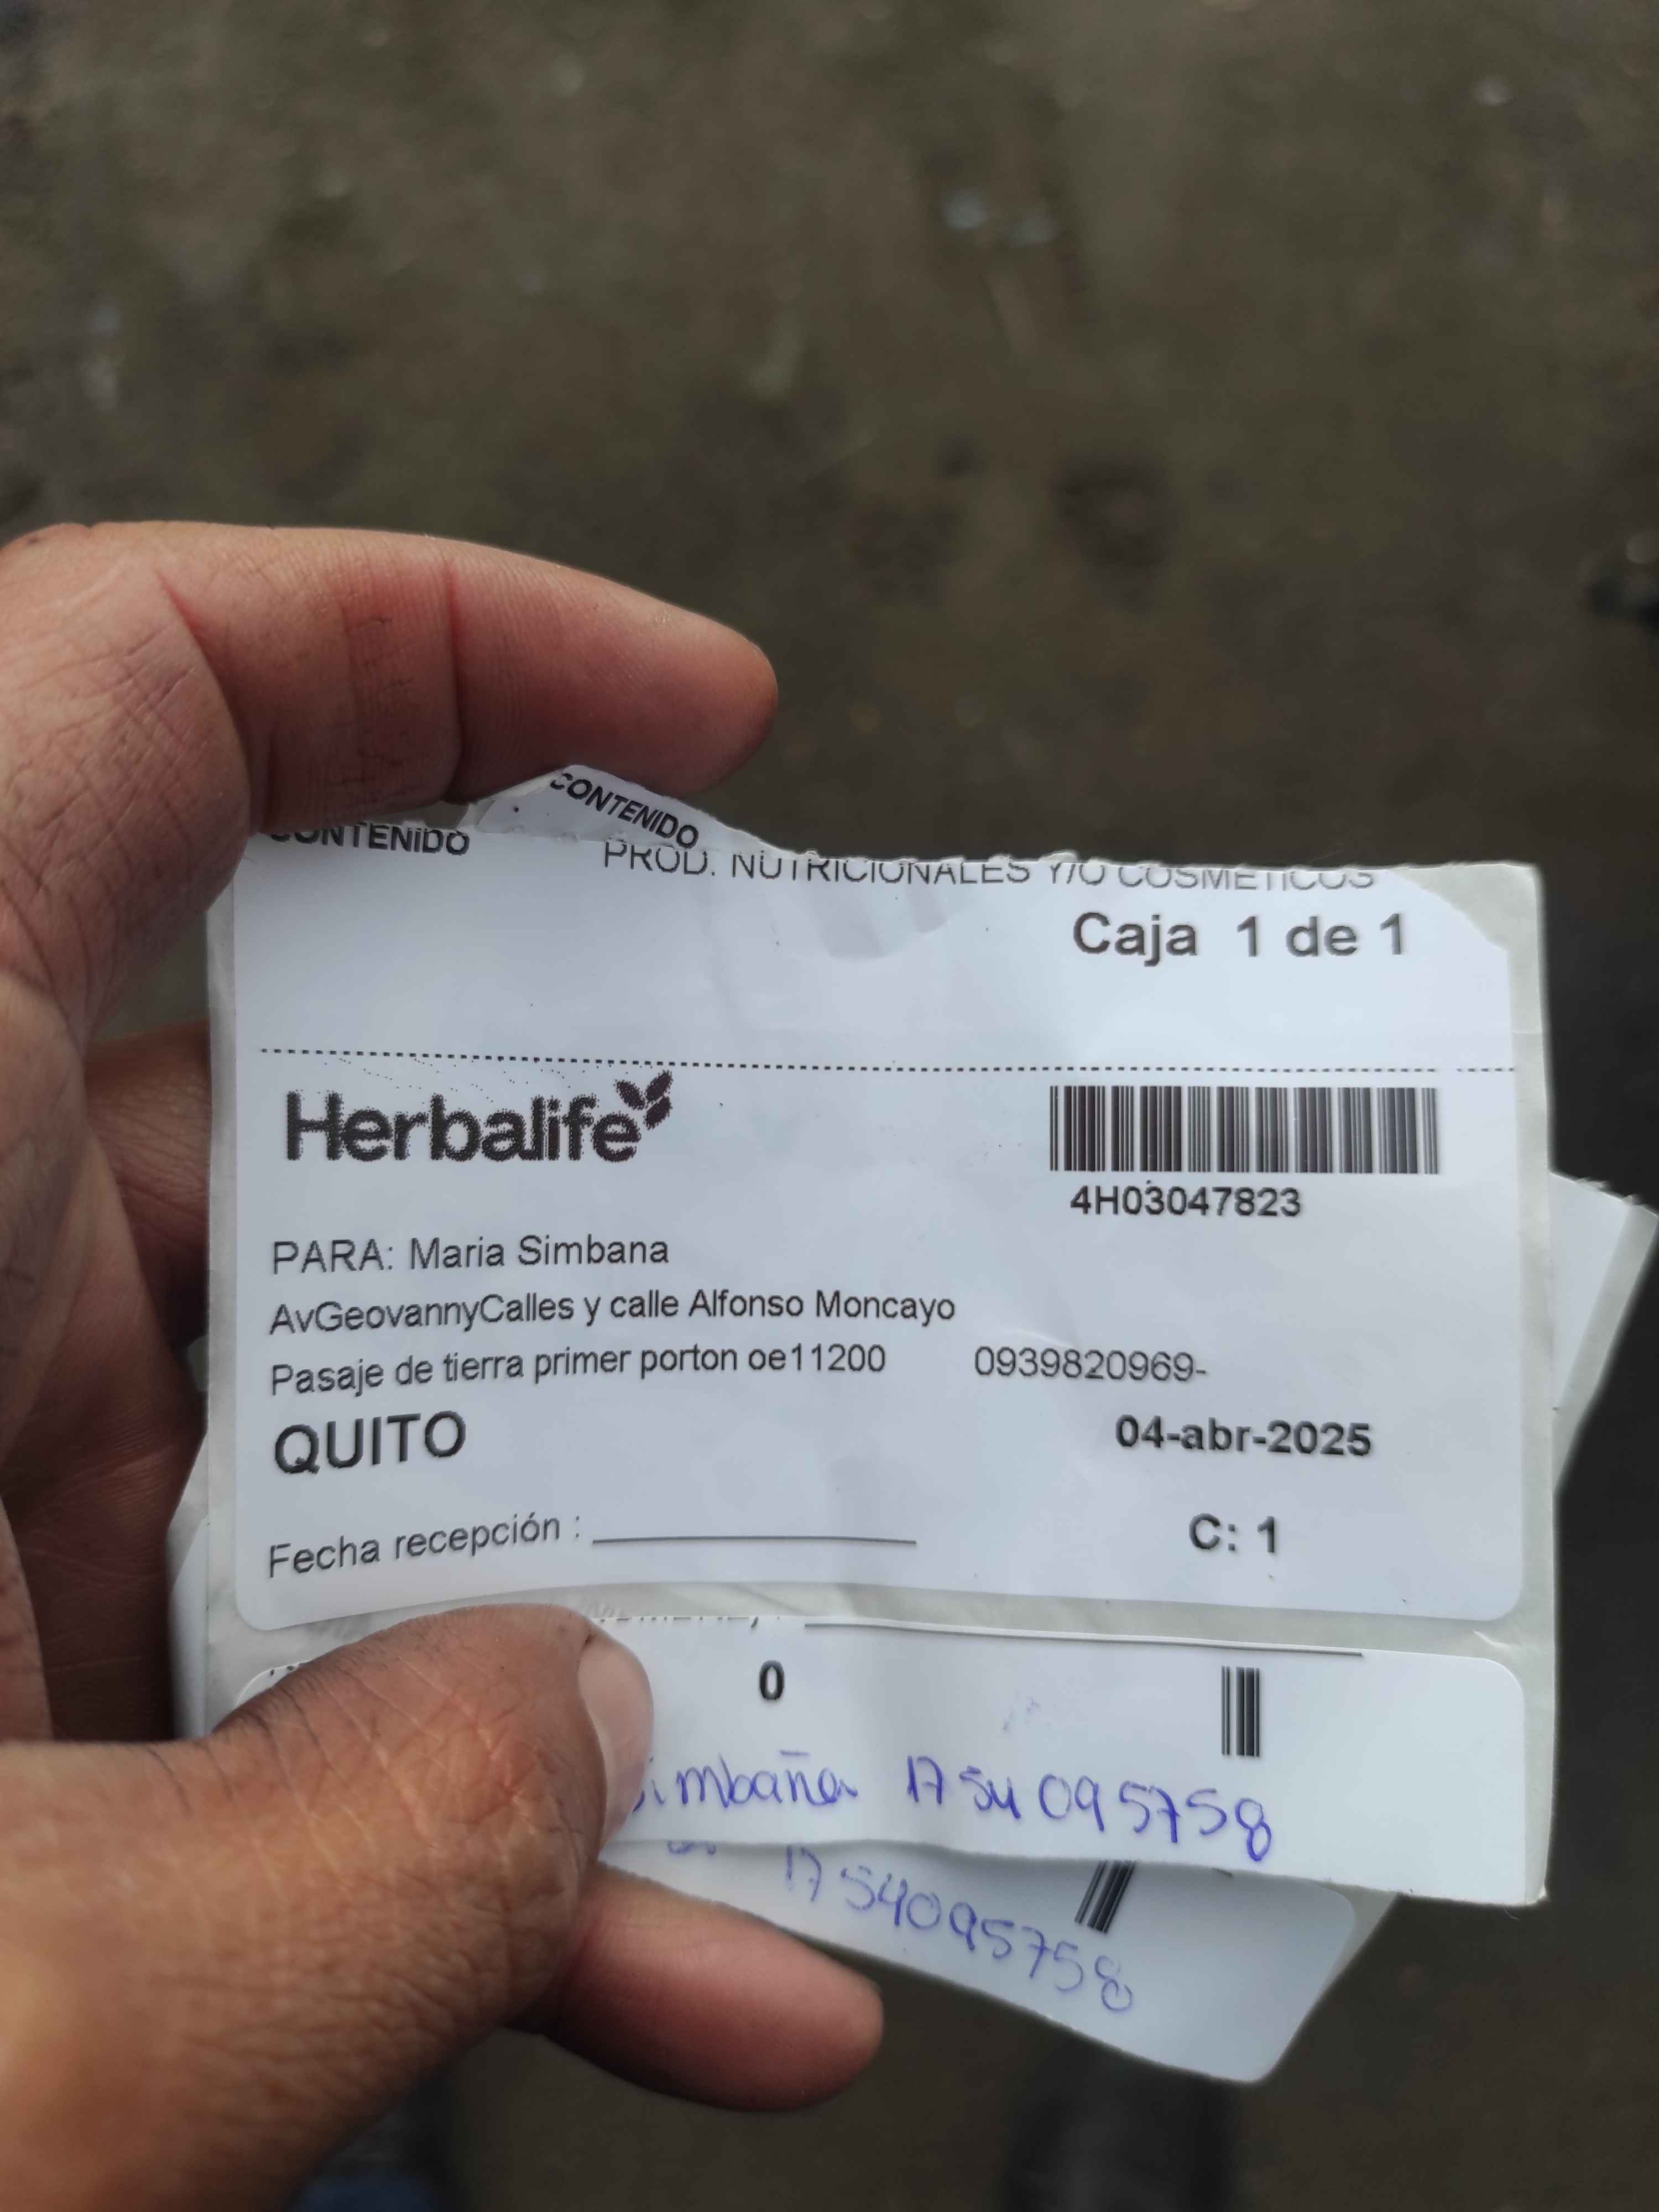 CONTENIDO
CONTENIDO PROD. NUTRICIONALES Y/O COSMETICOS
Caja 1 de 1
Herbalife
4H03047823
PARA: Maria Simbana
AvGeovannyCalles y calle Alfonso Moncayo
Pasaje de tierra primer porton oe11200 0939820969-
QUITO 04-abr-2025
Fecha recepción : C: 1
0
Simbaña 1754095758
1754095758